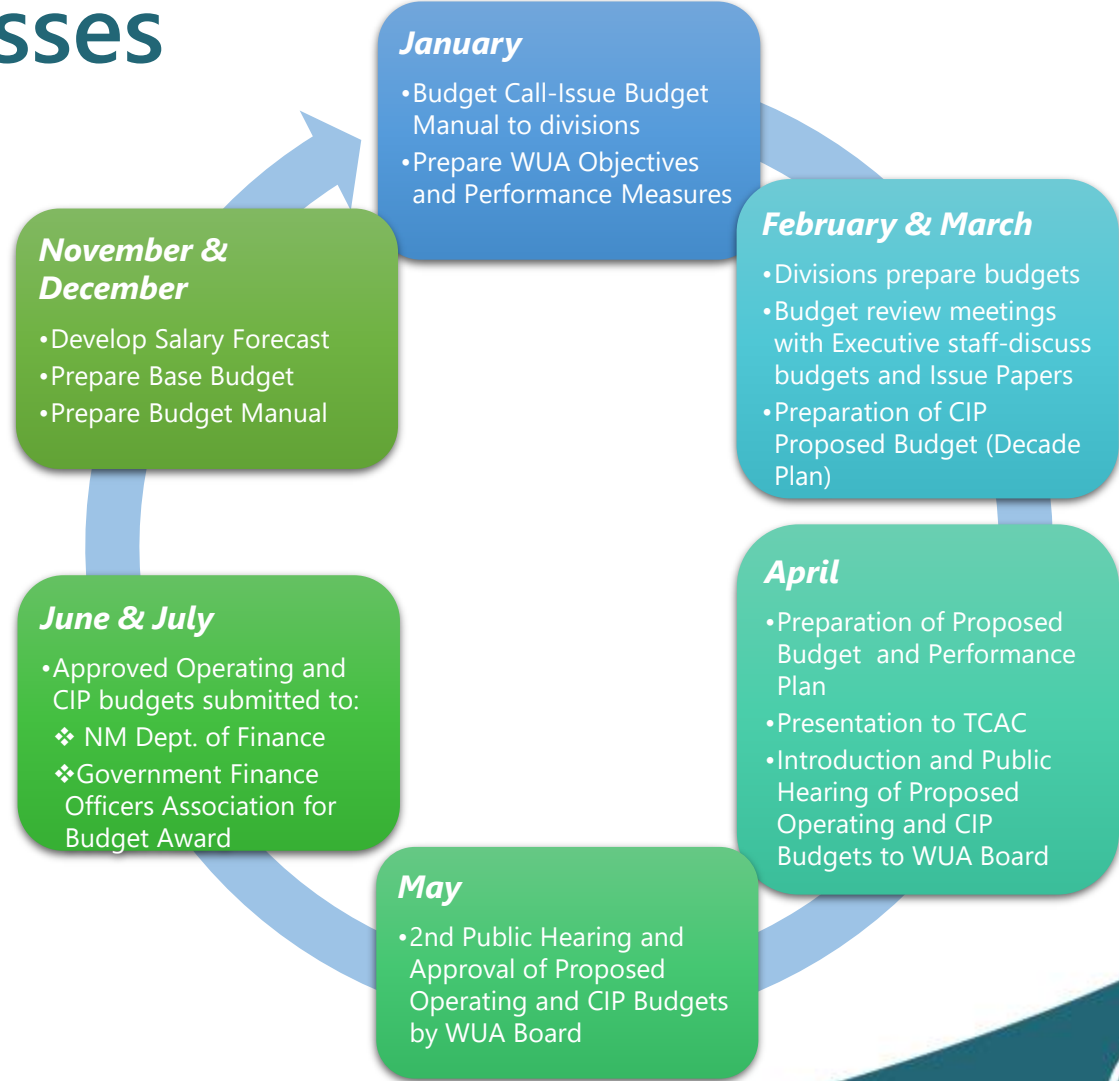 sses
January
•Budget Call-Issue Budget
Manual to divisions
•Prepare WUA Objectives
and Performance Measures
February & March
•Divisions prepare budgets
•Budget review meetings
with Executive staff-discuss
budgets and Issue Papers
•Preparation of CIP
Proposed Budget (Decade
Plan)
April
•Preparation of Proposed
Budget  and Performance
Plan
•Presentation to TCAC
•Introduction and Public
Hearing of Proposed
Operating and CIP
Budgets to WUA Board
May
•2nd Public Hearing and
Approval of Proposed
Operating and CIP Budgets
by WUA Board
June & July
•Approved Operating and
CIP budgets submitted to:
❖ NM Dept. of Finance
❖Government Finance
Officers Association for
Budget Award
November &
December
•Develop Salary Forecast
•Prepare Base Budget
•Prepare Budget Manual